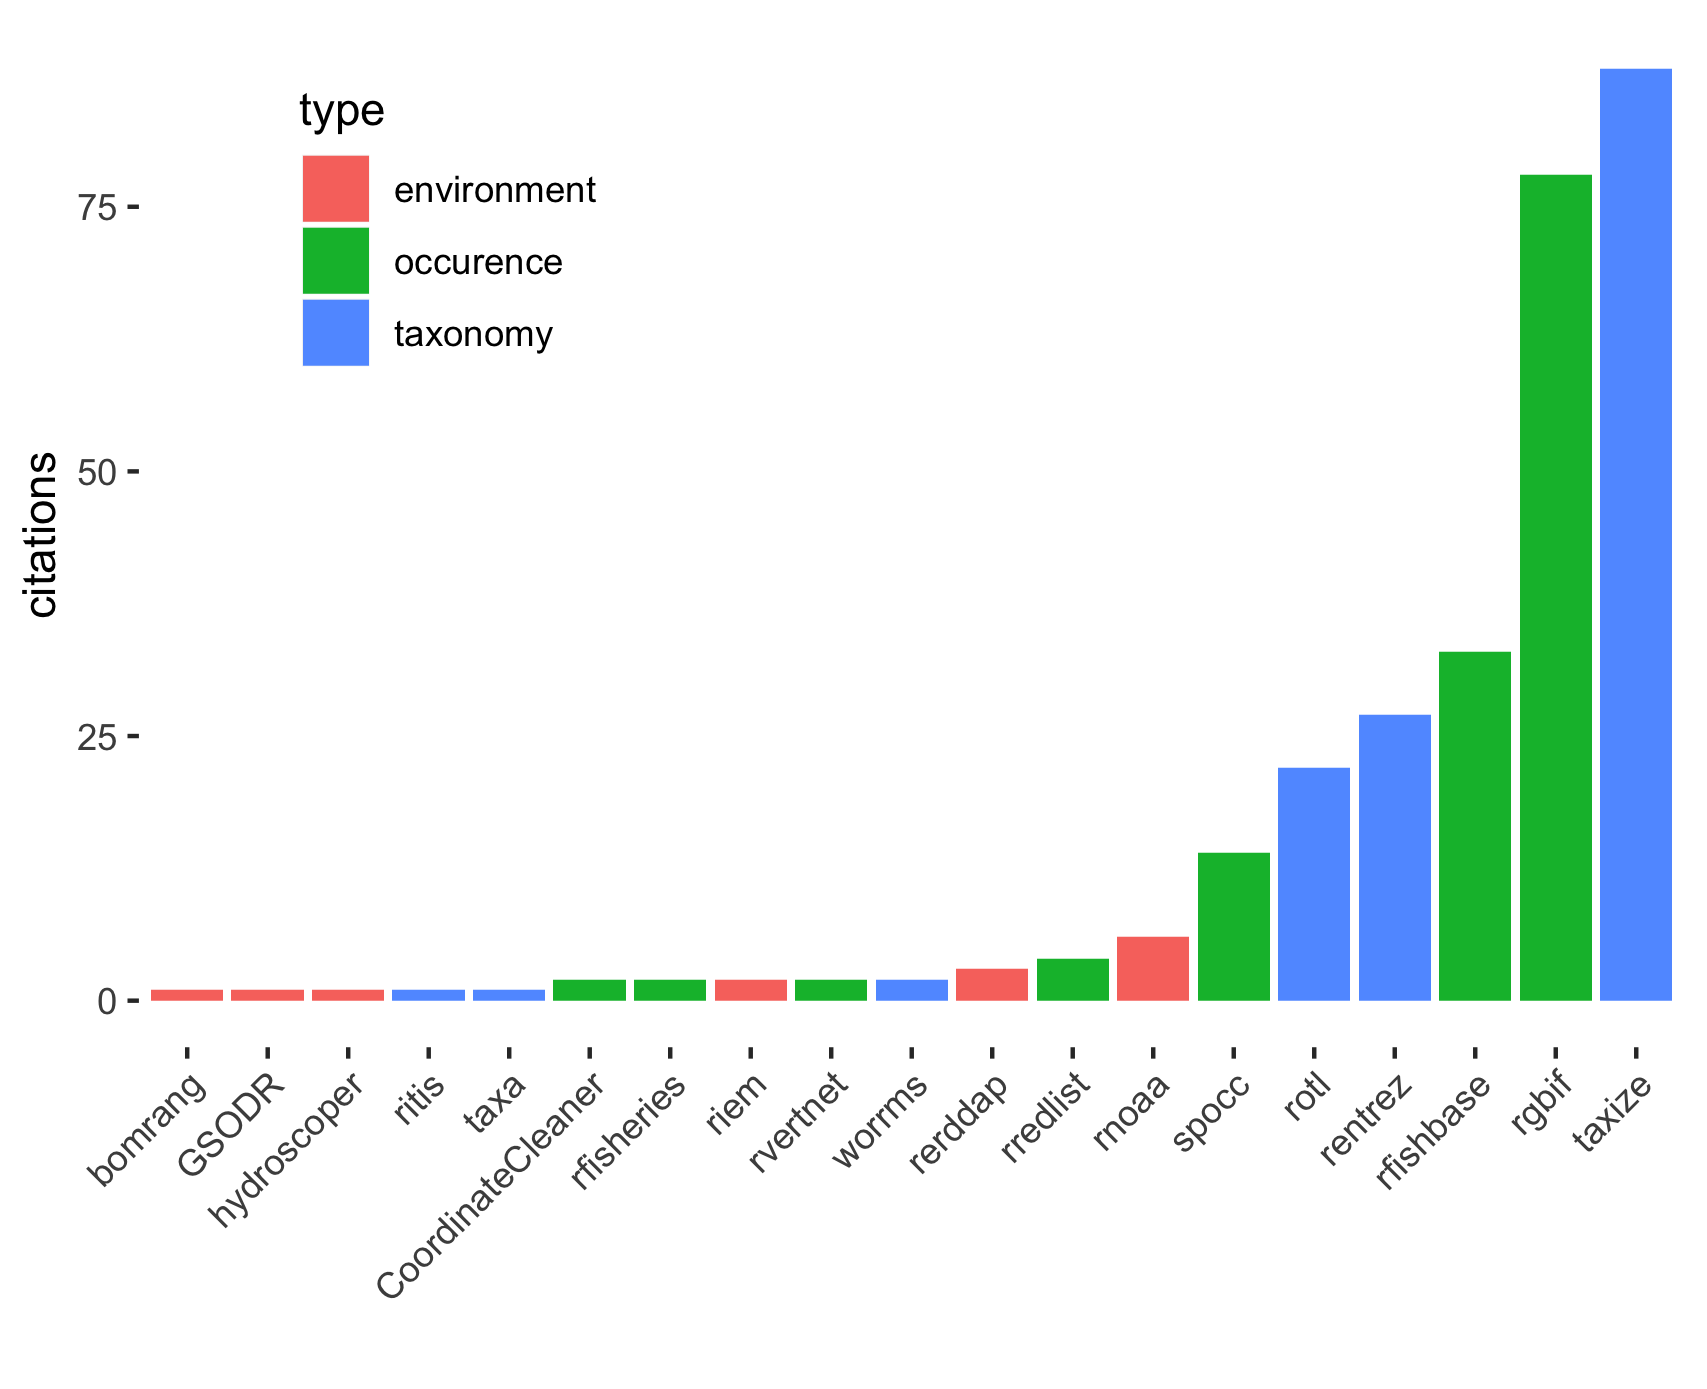 type
environment
occurence
taxonomy
75
50
25
0
citations
bomrang
GSODR
hydroscoper
ritis
taxa
CoordinateCleaner
rfisheries
riem
rvertnet
worrms
rerddap
rredlist
rnoaa
spocc
rotl
rentrez
rfishbase
rgbif
taxize